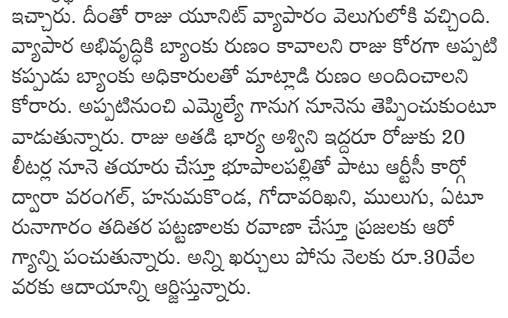 ఇచ్చారు. దీంతో రాజు యూనిట్ వ్యాపారం వెలుగులోకి వచ్చింది.
వ్యాపార అభివృద్ధికి బ్యాంకు రుణం కావాలని రాజు కోరగా అప్పటి
కప్పుడు బ్యాంకు అధికారులతో మాట్లాడి రుణం అందించాలని
కోరారు. అప్పటినుంచి ఎమ్మెల్యే గానుగ నూనెను తెప్పించుకుంటూ
వాడుతున్నారు. రాజు అతడి భార్య అశ్విని ఇద్దరూ రోజుకు 20
లీటర్ల నూనె తయారు చేస్తూ భూపాలపల్లితో పాటు ఆర్టీసీ కార్గో
ద్వారా వరంగల్, హనుమకొండ, గోదావరిఖని, ములుగు, ఏటూ
రునాగారం తదితర పట్టణాలకు రవాణా చేస్తూ ప్రజలకు ఆరో
గ్యాన్ని పంచుతున్నారు. అన్ని ఖర్చులు పోను నెలకు రూ.30వేల
వరకు ఆదాయాన్ని ఆర్జిస్తున్నారు.